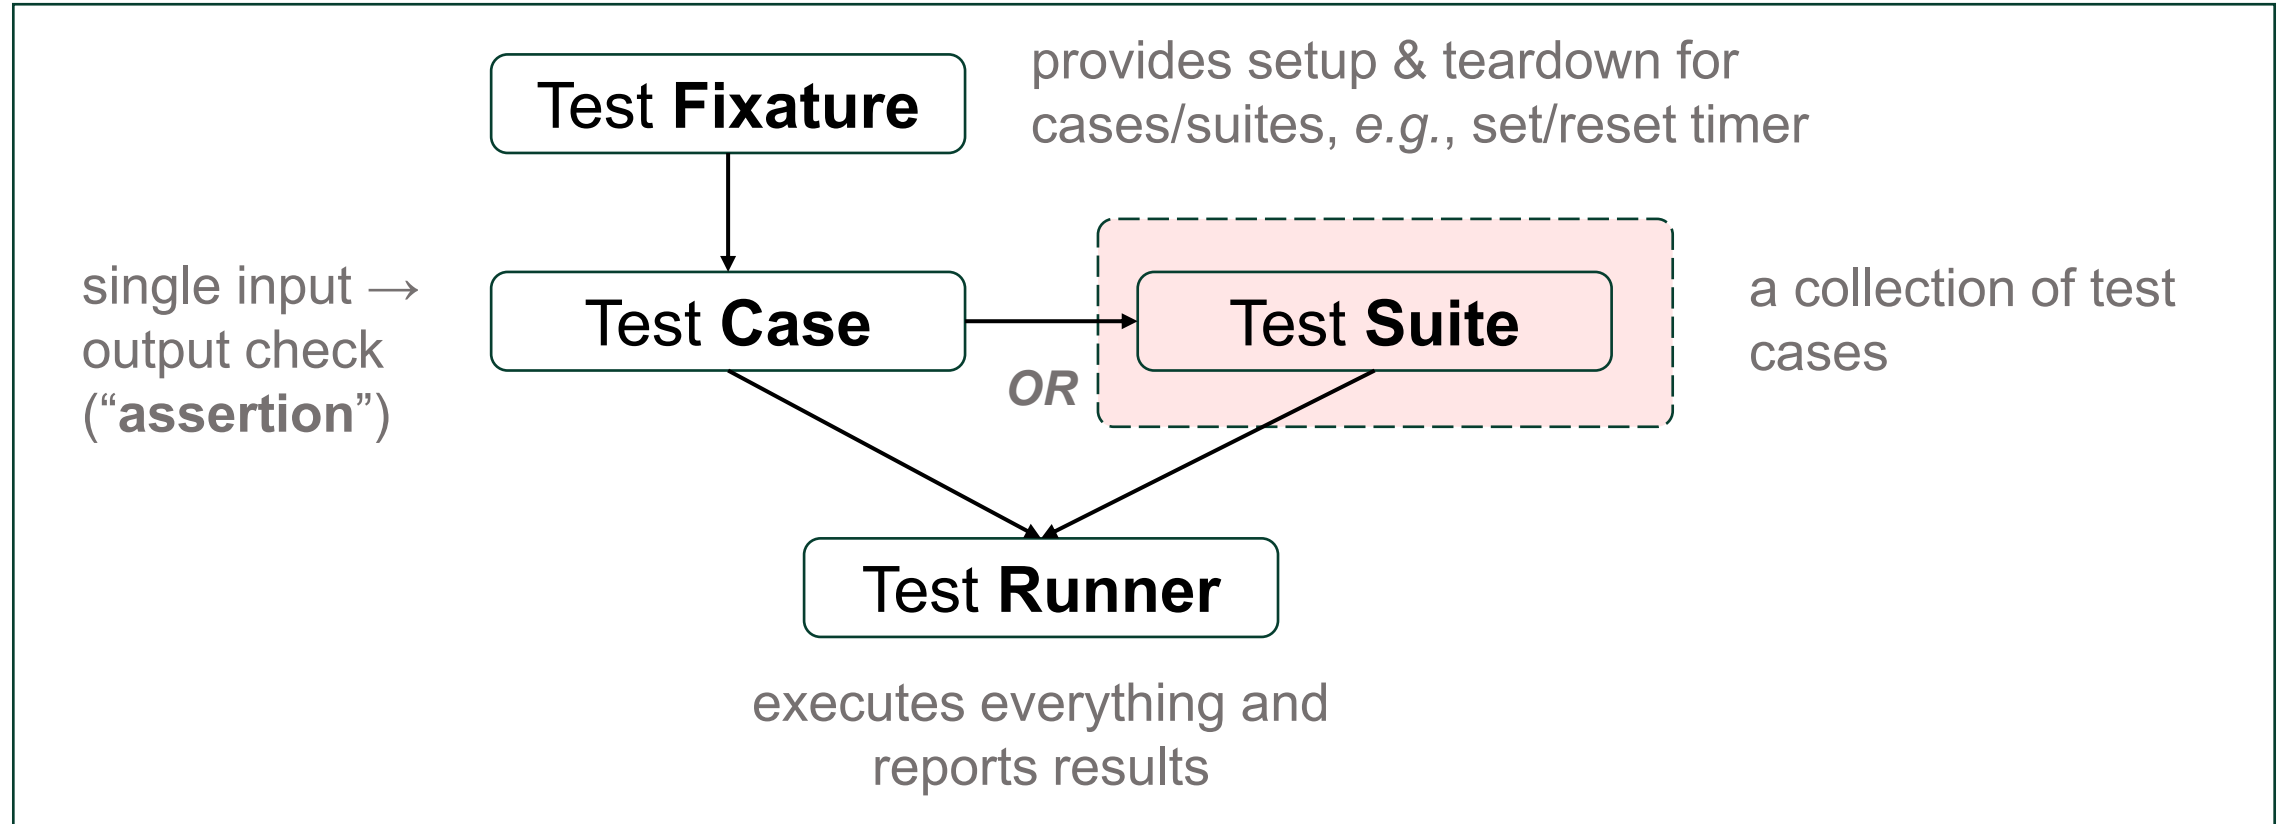 Test Fixature
provides setup & teardown for
cases/suites, e.g., set/reset timer
single input →
output check
(“assertion”)
Test Case
OR
Test Suite
a collection of test
cases
Test Runner
executes everything and
reports results